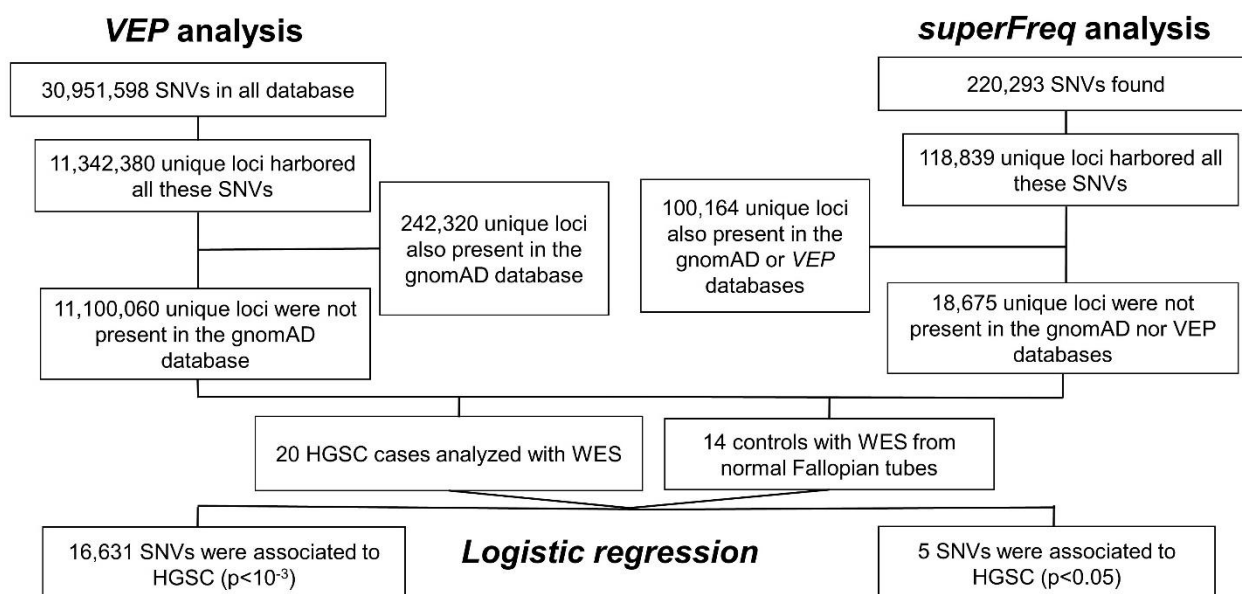 VEP analysis
30,951,598 SNVs in all database
11,342,380 unique loci harbored
all these SNVs
242,320 unique loci
also present in the
gnomAD database
11,100,060 unique loci were not
present in the gnomAD
database
superFreq analysis
220,293 SNVs found
118,839 unique loci harbored all
these SNVs
100,164 unique loci
also present in the
gnomAD or VEP
databases
18,675 unique loci were not
present in the gnomAD nor VEP
databases
20 HGSC cases analyzed with WES
14 controls with WES from
normal Fallopian tubes
Logistic regression
16,631 SNVs were associated to
HGSC (p<10⁻³)
5 SNVs were associated to
HGSC (p<0.05)